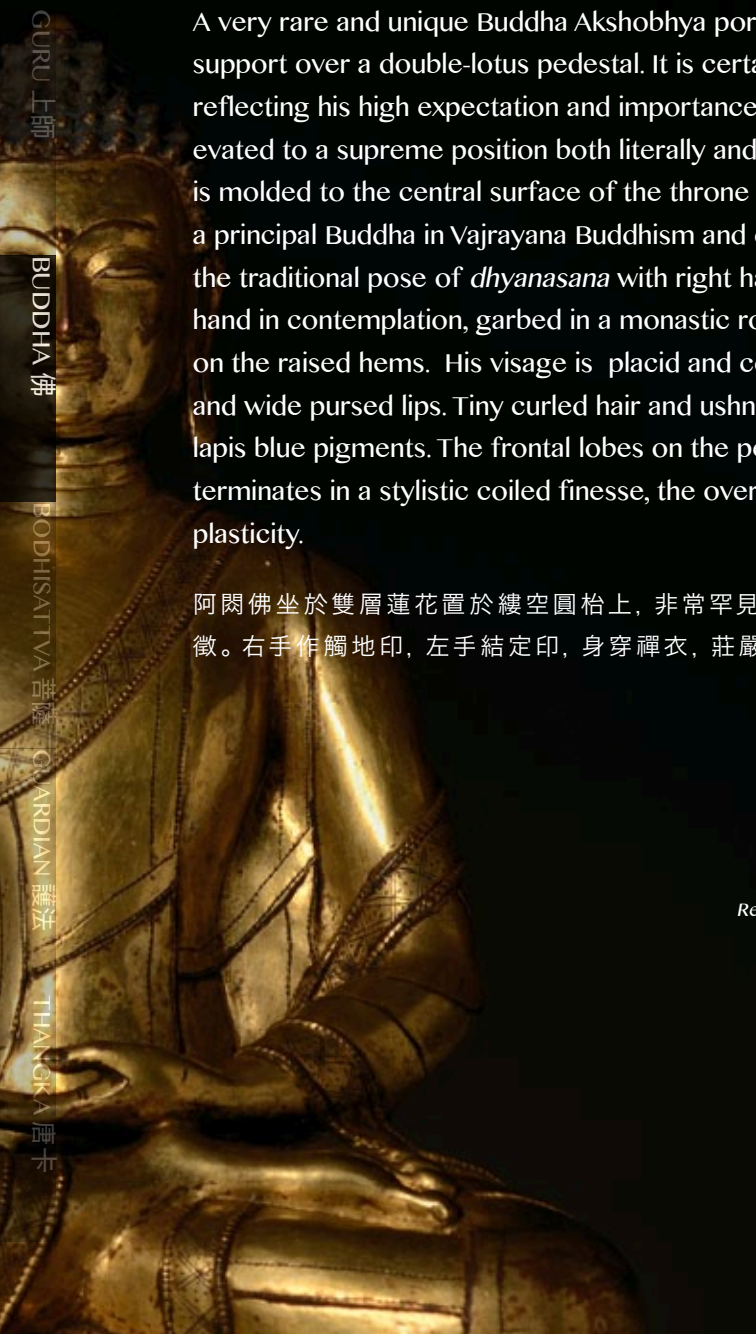 GURU 上師
BUDDHA 佛
BODHISATTVA 菩薩
GUARDIAN 護法
THANGKA 唐卡
A very rare and unique Buddha Akshobhya por
support over a double-lotus pedestal. It is certa
reflecting his high expectation and importance
evated to a supreme position both literally and
is molded to the central surface of the throne
a principal Buddha in Vajrayana Buddhism and
the traditional pose of dhyanasana with right ha
hand in contemplation, garbed in a monastic ro
on the raised hems. His visage is placid and c
and wide pursed lips. Tiny curled hair and ushn
lapis blue pigments. The frontal lobes on the pe
terminates in a stylistic coiled finesse, the over
plasticity.
阿閦佛坐於雙層蓮花置於縷空圓枱上, 非常罕見
徵。右手作觸地印, 左手結定印, 身穿禪衣, 莊嚴
Re